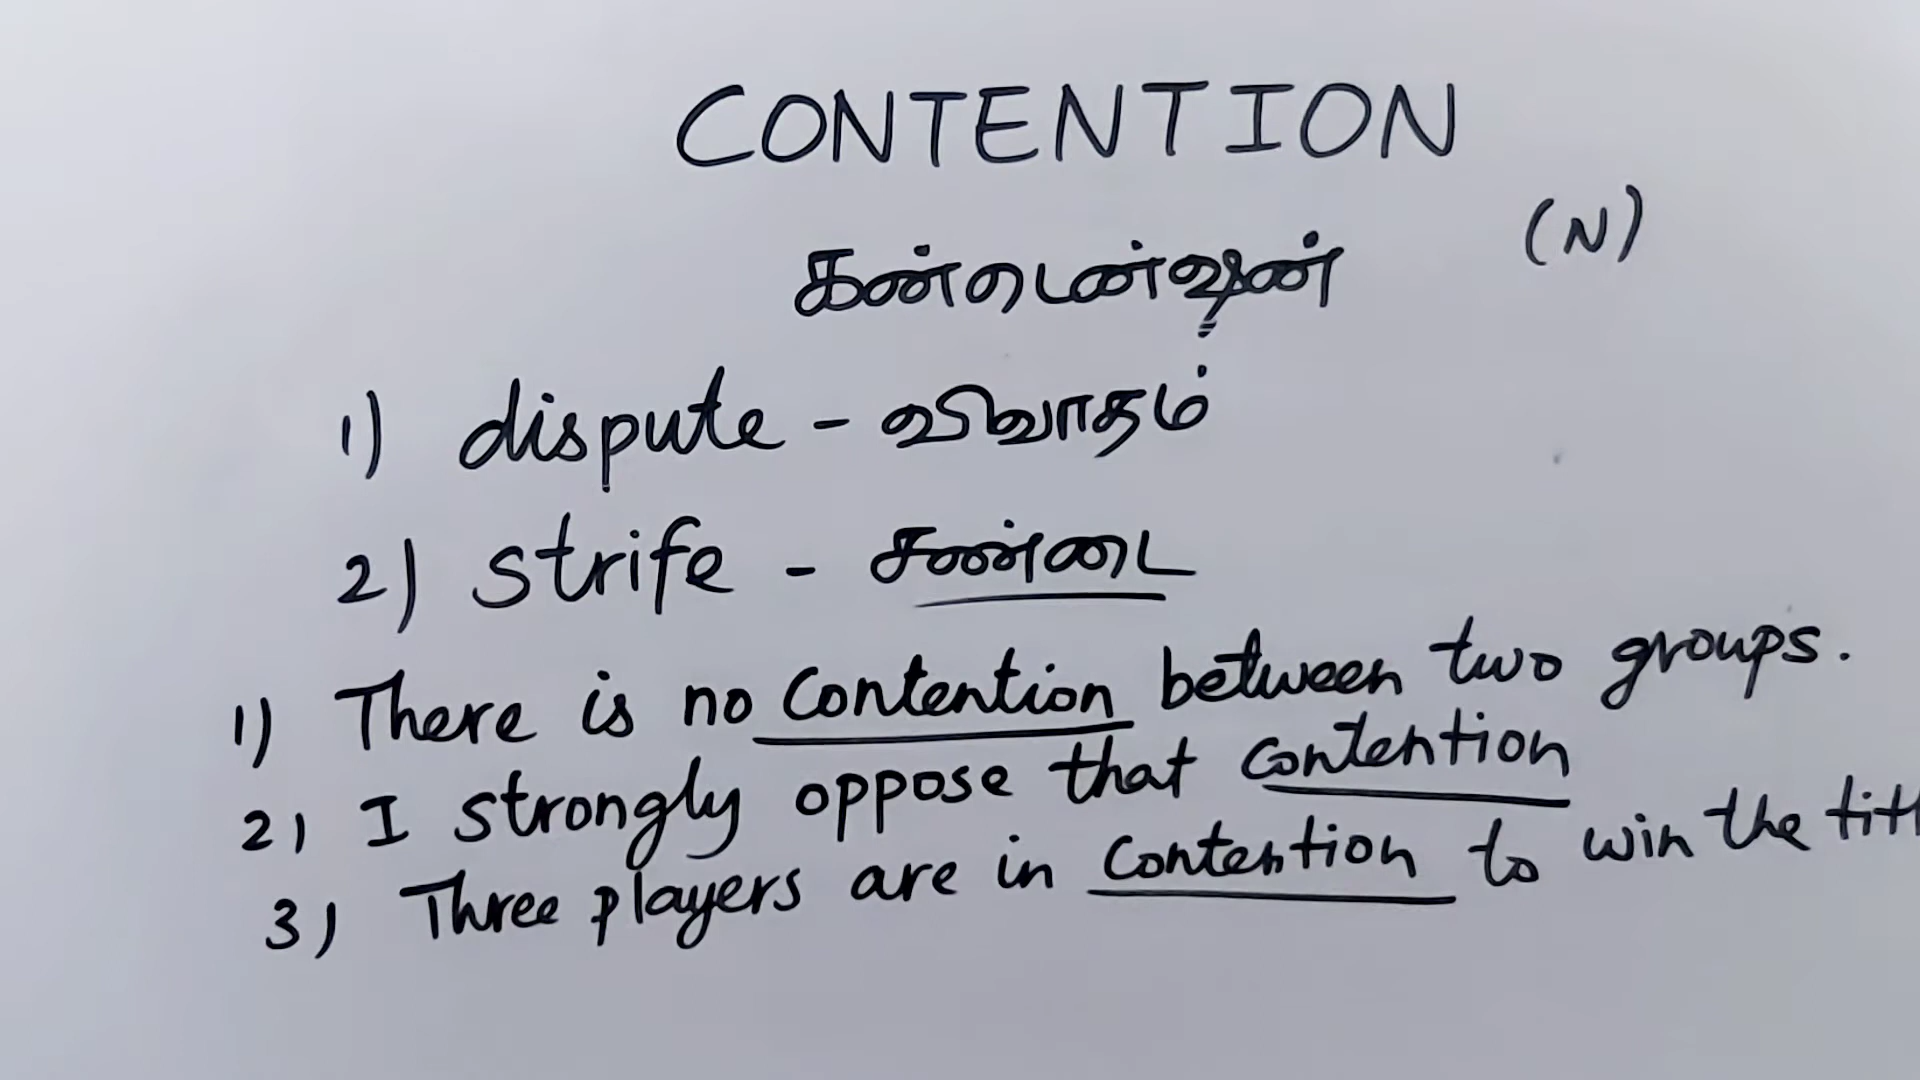 CONTENTION
(N)
கன்டென்ஷன்
1) dispute - விவாதம்
2) strife - சண்டை
1) There is no Contention between two groups.
2) I strongly oppose that contention
3) Three players are in contention to win the titl